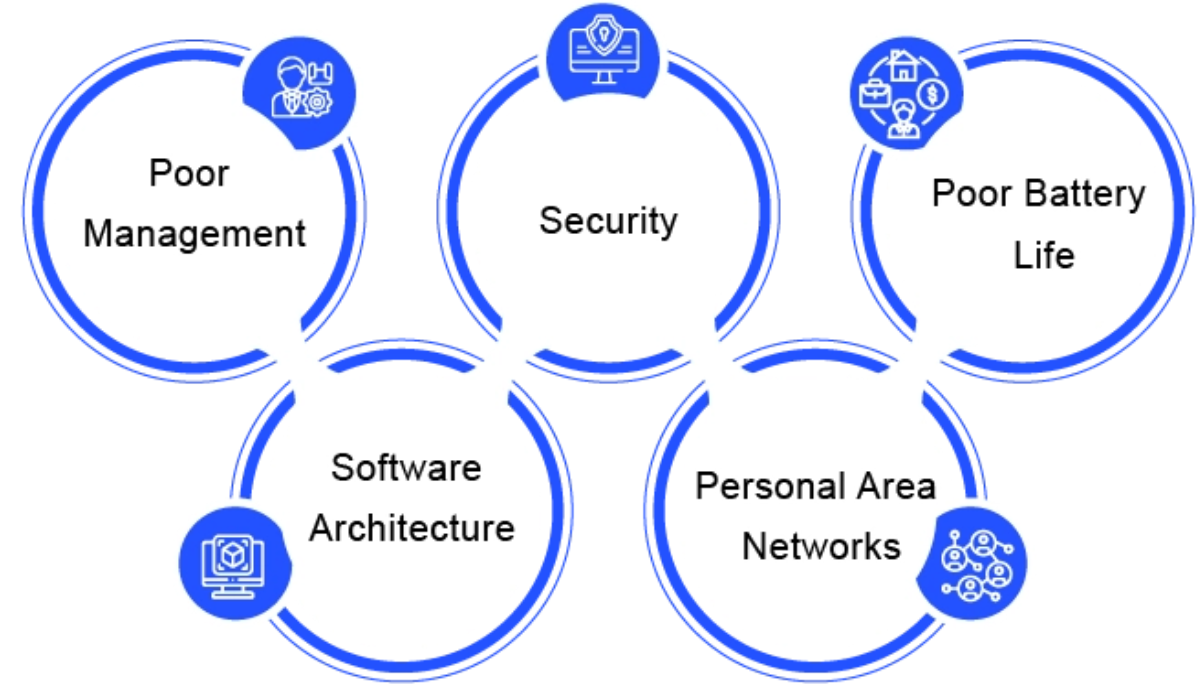 Poor
Management
Security
Poor Battery
Life
Software
Architecture
Personal Area
Networks